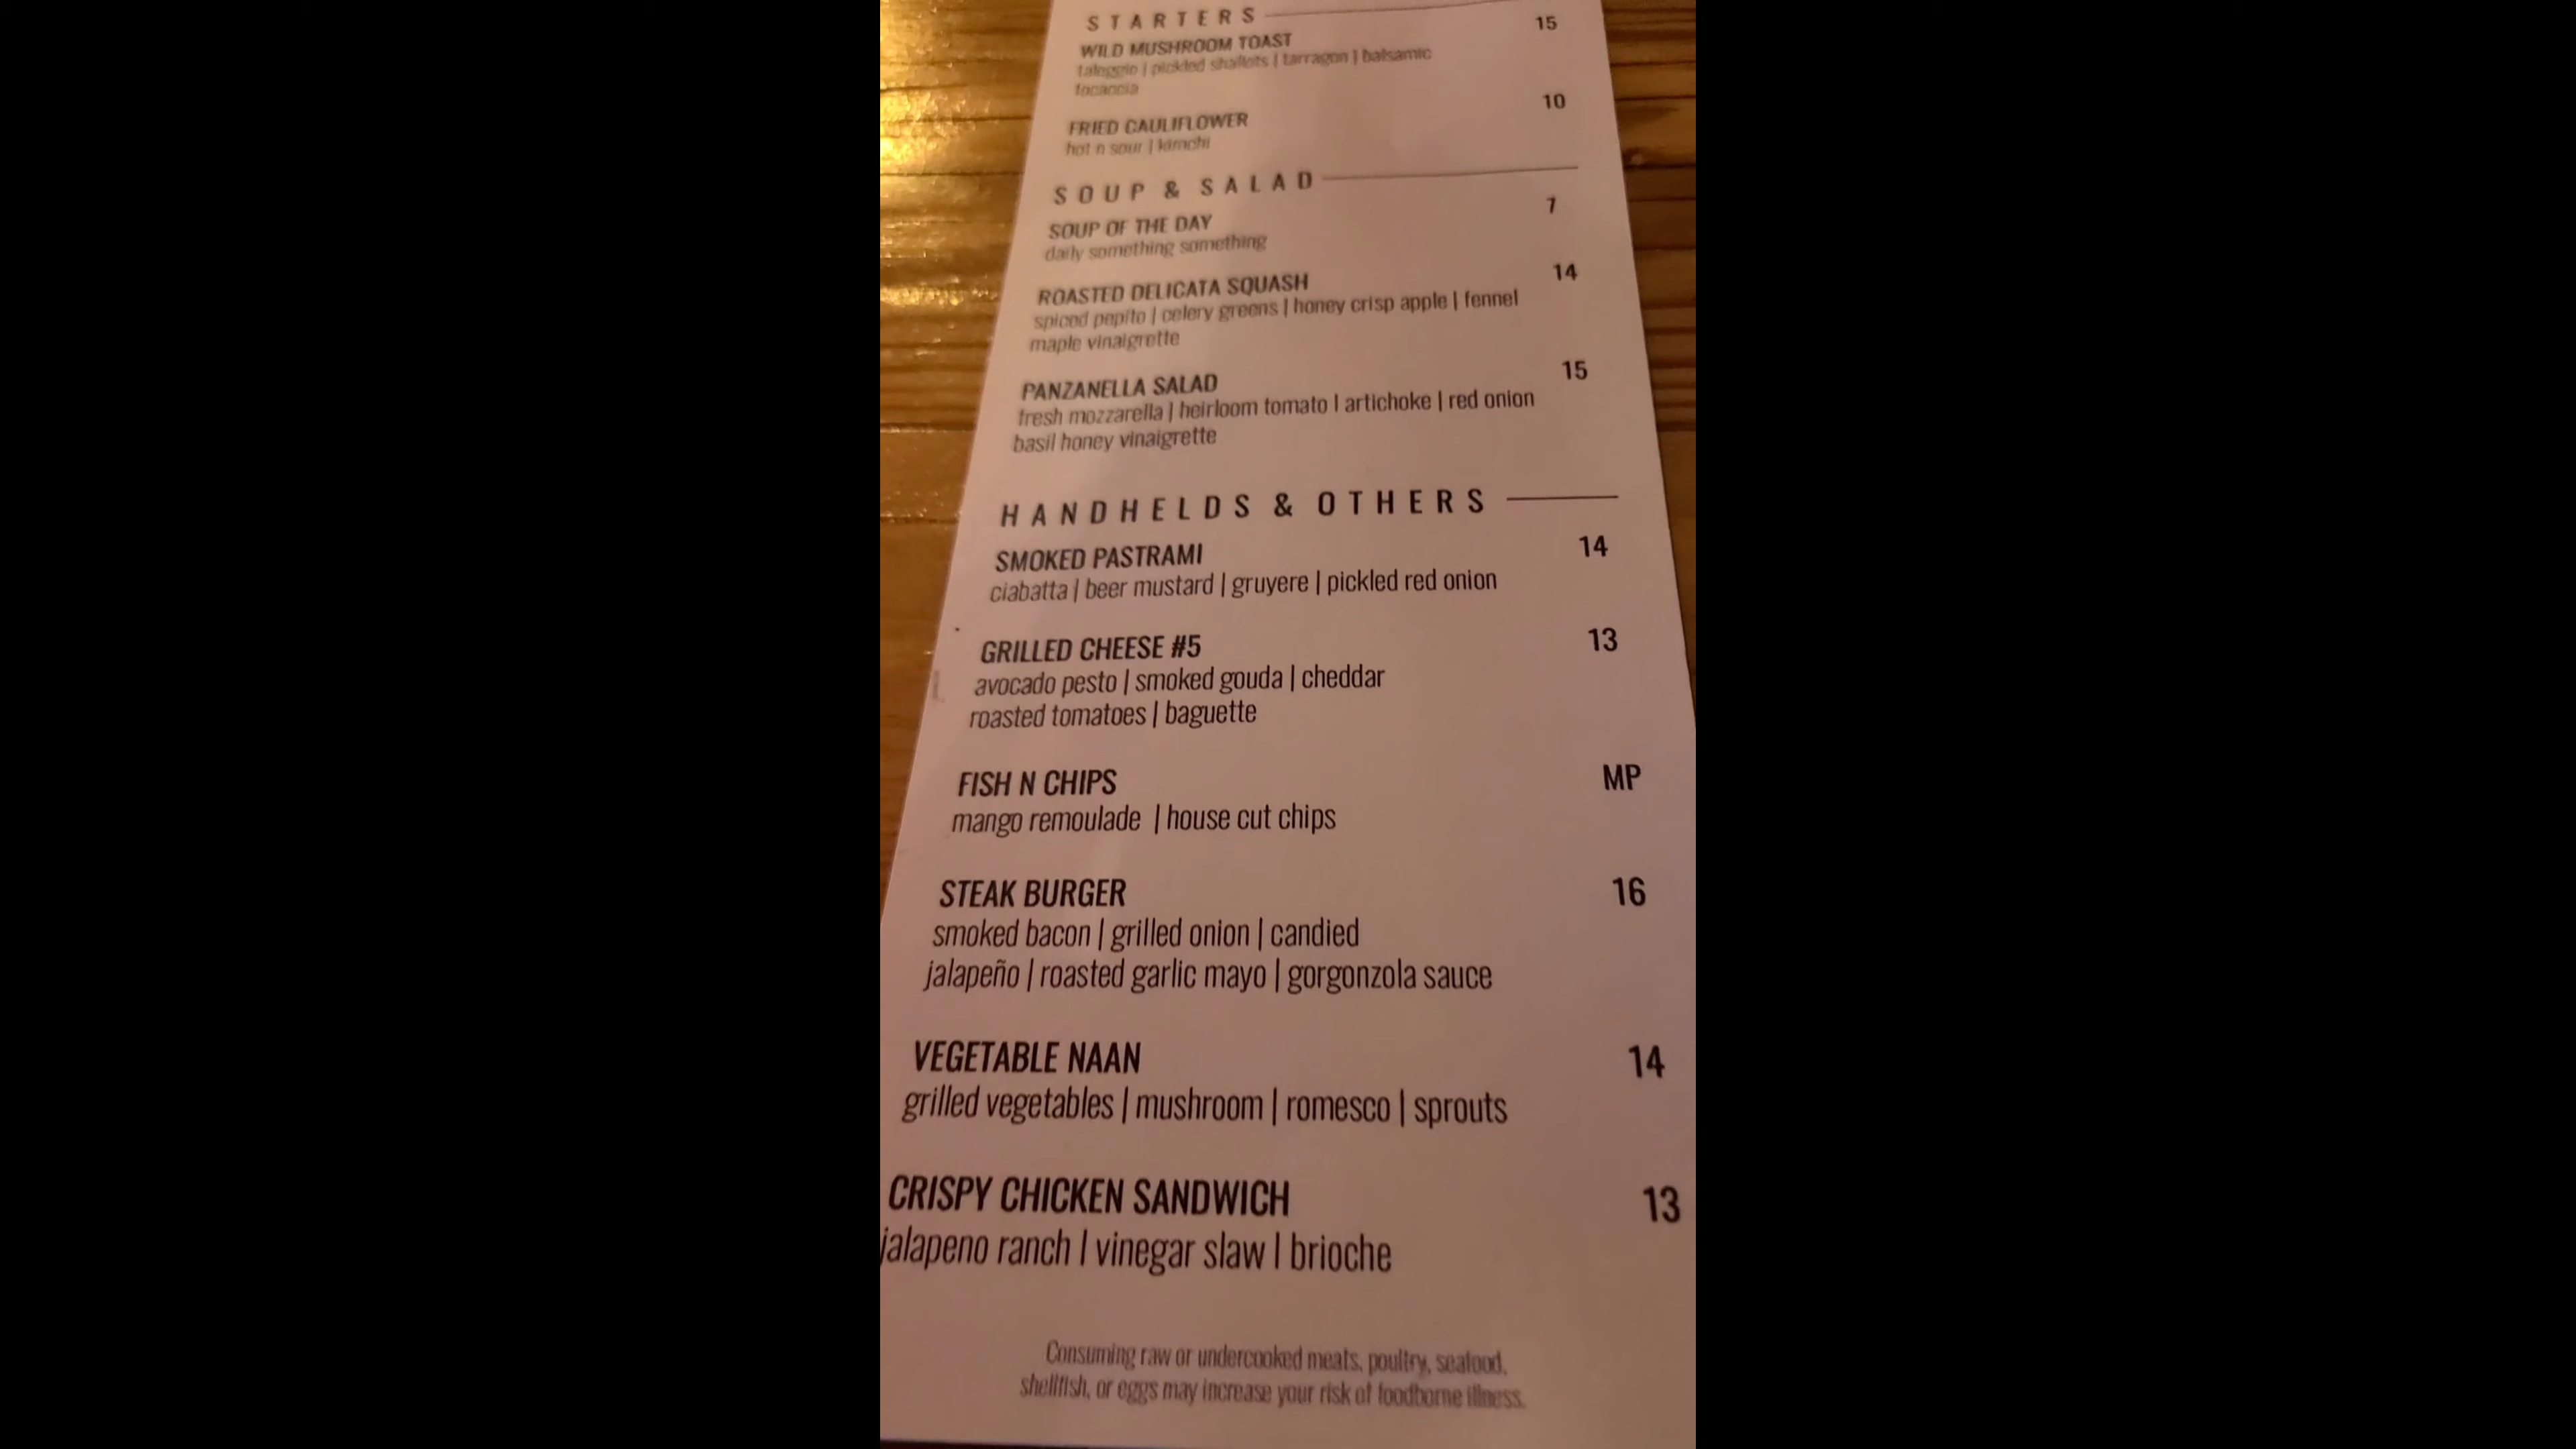 STARTERS
WILD MUSHROOM TOAST 15
taleggio | pickled shallots | tarragon | balsamic
focaccia
FRIED CAULIFLOWER 10
hot n sour | kimchi
SOUP & SALAD
SOUP OF THE DAY 7
daily something something
ROASTED DELICATA SQUASH 14
spiced pepito | celery greens | honey crisp apple | fennel
maple vinaigrette
PANZANELLA SALAD 15
fresh mozzarella | heirloom tomato l artichoke | red onion
basil honey vinaigrette
HANDHELDS & OTHERS
SMOKED PASTRAMI 14
ciabatta | beer mustard | gruyere | pickled red onion
GRILLED CHEESE #5 13
avocado pesto | smoked gouda | cheddar
roasted tomatoes | baguette
FISH N CHIPS MP
mango remoulade | house cut chips
STEAK BURGER 16
smoked bacon | grilled onion | candied
jalapeño | roasted garlic mayo | gorgonzola sauce
VEGETABLE NAAN 14
grilled vegetables | mushroom | romesco | sprouts
CRISPY CHICKEN SANDWICH 13
jalapeno ranch l vinegar slaw l brioche
Consuming raw or undercooked meats, poultry, seafood,
shellfish, or eggs may increase your risk of foodborne illness.